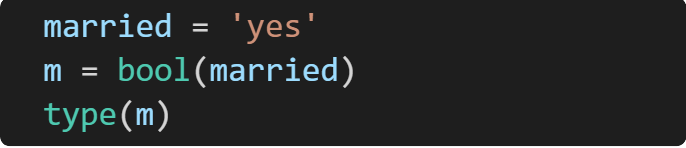 married = 'yes'
m = bool(married)
type(m)